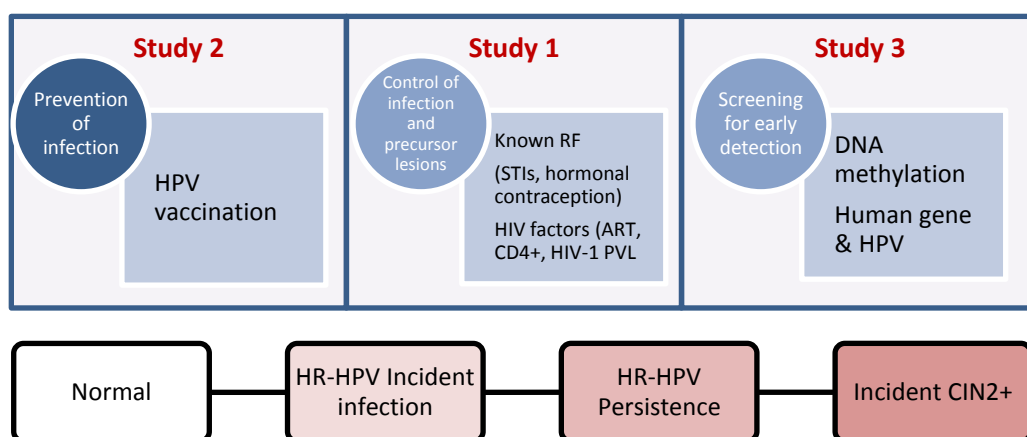 Study 2
Prevention
of
infection
HPV
vaccination
Study 1
Control of
infection
and
precursor
lesions
Known RF
(STIs, hormonal
contraception)
HIV factors (ART,
CD4+, HIV-1 PVL
Study 3
Screening
for early
detection
DNA
methylation
Human gene
& HPV
Normal
HR-HPV Incident
infection
HR-HPV
Persistence
Incident CIN2+